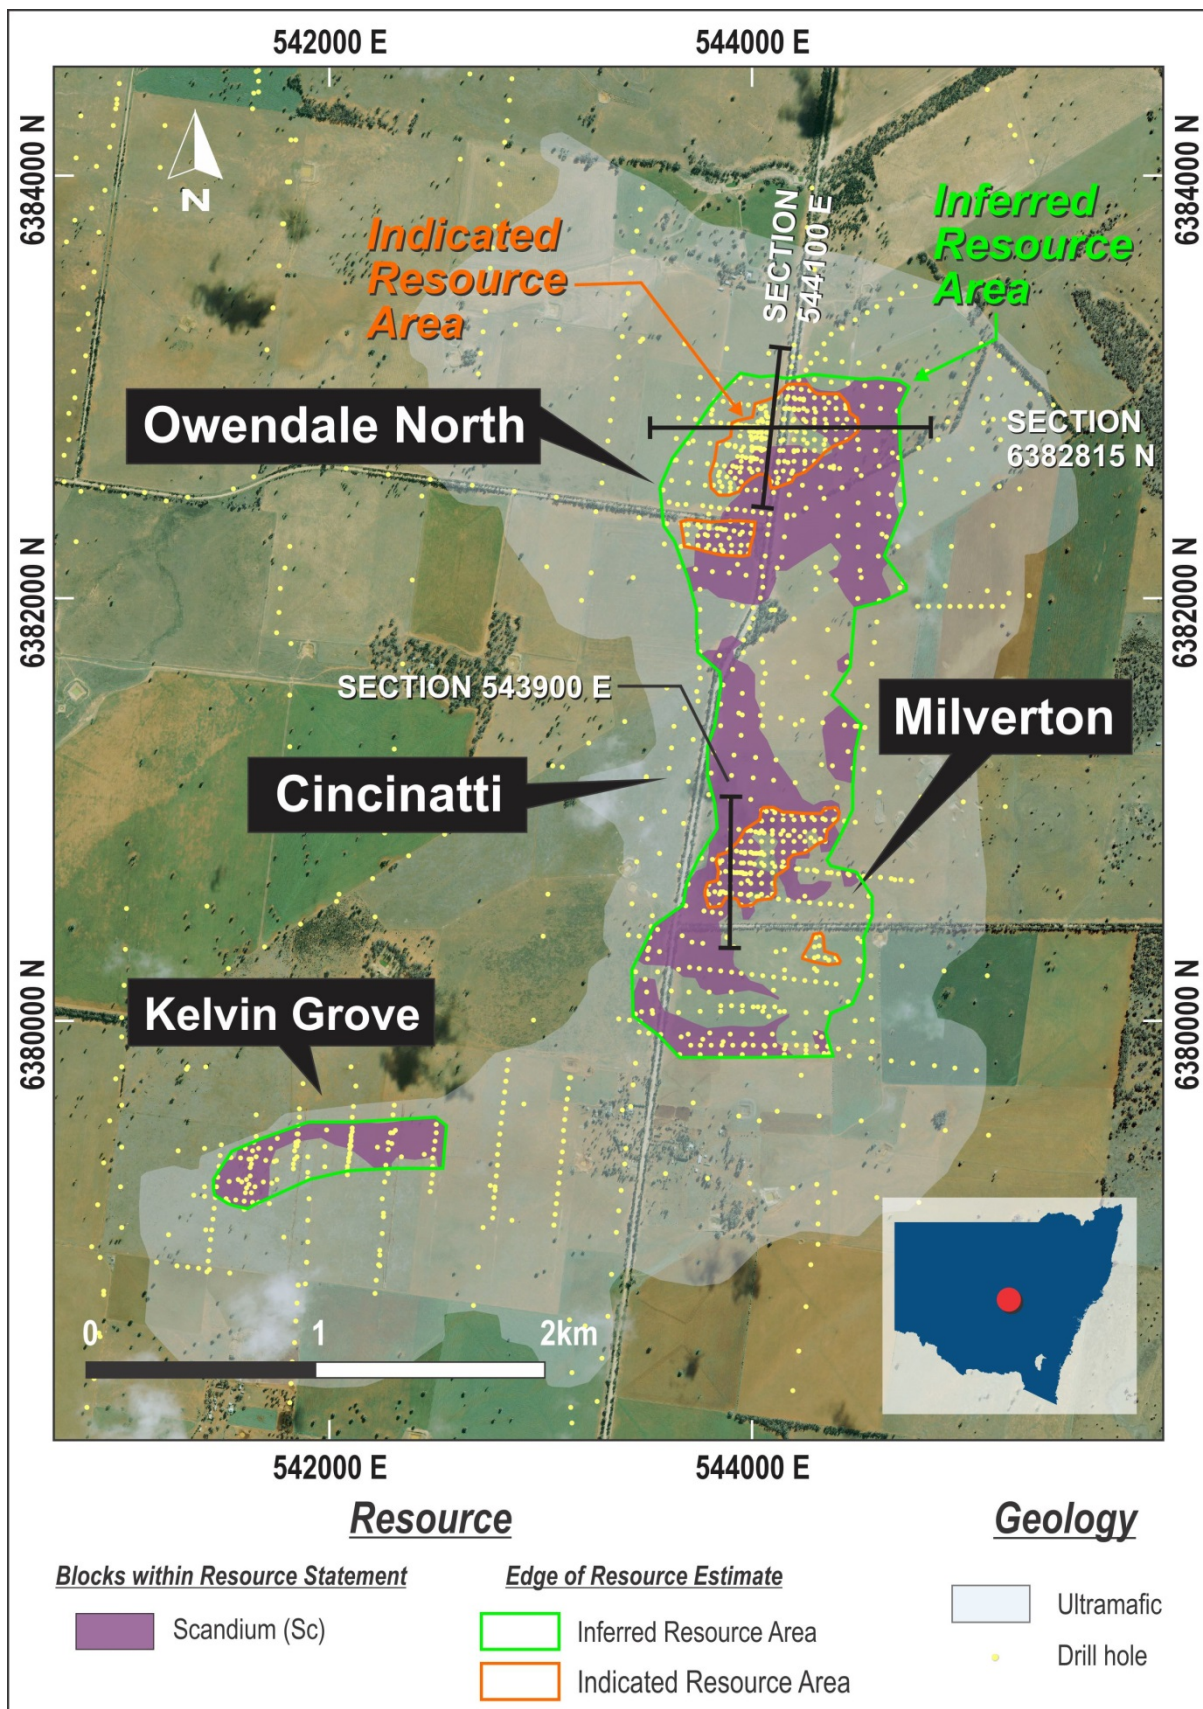 542000 E
544000 E
6384000 N
6384000 N
N
Indicated
Resource
Area
SECTION
544100 E
Inferred
Resource
Area
Owendale North
SECTION
6382815 N
6382000 N
6382000 N
SECTION 543900 E
Milverton
Cincinatti
Kelvin Grove
6380000 N
6380000 N
0
1
2km
542000 E
544000 E
Resource
Geology
Blocks within Resource Statement
Edge of Resource Estimate
Scandium (Sc)
Inferred Resource Area
Indicated Resource Area
Ultramafic
Drill hole